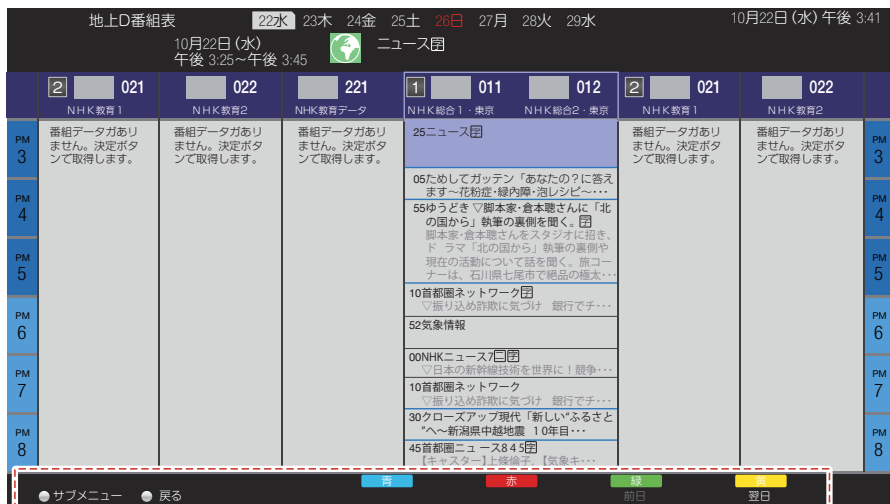 地上D番組表 22水 23木 24金 25土 26日 27月 28火 29水 10月22日(水)午後 3:41
10月22日(水)
午後 3:25～午後 3:45 ニュース字
2 021 022 221 1 011 012 2 021 022
NHK教育1 NHK教育2 NHK教育データ NHK総合1・東京 NHK総合2・東京 NHK教育1 NHK教育2
PM
3
PM
4
PM
5
PM
6
PM
7
PM
8
番組データガあり
ません。決定ボタ
ンて取得します。
番組データガあり
ません。決定ボタ
ンて取得します。
番組データガあり
ません。決定ボタ
ンて取得します。
25ニュース字
05ためしてガッテン「あなたの?に答え
ます～花粉症・緑内障・泡レシピ～･･･
55ゆうどき ▽脚本家・倉本聰さんに「北
の国から」執筆の裏側を聞く。字
脚本家・倉本聰さんをスタジオに招き、
ド ラマ「北の国から」執筆の裏側や
現在の活動について話を聞く。旅コー
ナーは、石川県七尾市で絶品の極太･･･
10首都圏ネットワーク字
▽振り込め詐欺に気づけ 銀行でチ･･･
52気象情報
00NHKニュース7二字
▽日本の新幹線技術を世界に！競争･･･
10首都圏ネットワーク
▽振り込め詐欺に気づけ 銀行でチ･･･
30クローズアップ現代「新しい“ふるさと
”へ～新潟県中越地震 10年目･･･
45首都圏ニュース845字
【キャスター】上條倫子,【気象キ･･･
番組データガあり
ません。決定ボタ
ンて取得します。
番組データガあり
ません。決定ボタ
ンて取得します。
PM
3
PM
4
PM
5
PM
6
PM
7
PM
8
青 赤 緑 黄
サブメニュー 戻る 前日 翌日